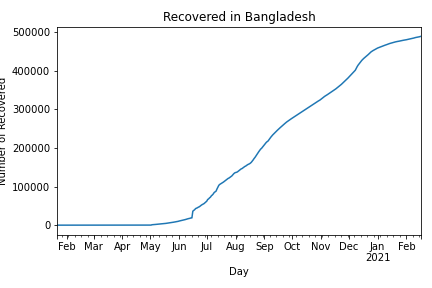 Recovered in Bangladesh
Number of Recovered
500000
400000
300000
200000
100000
0
Feb Mar Apr May Jun Jul Aug Sep Oct Nov Dec Jan Feb
2021
Day